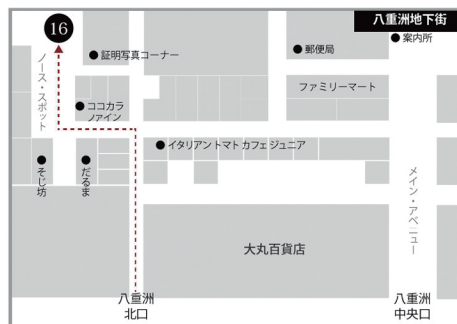 八重洲地下街
16
証明写真コーナー
郵便局
案内所
ノース・スポット
ファミリーマート
ココカラ
ファイン
イタリアントマト カフェジュニア
そじ坊
だるま
メイン・アベニュー
大丸百貨店
八重洲
北口
八重洲
中央口